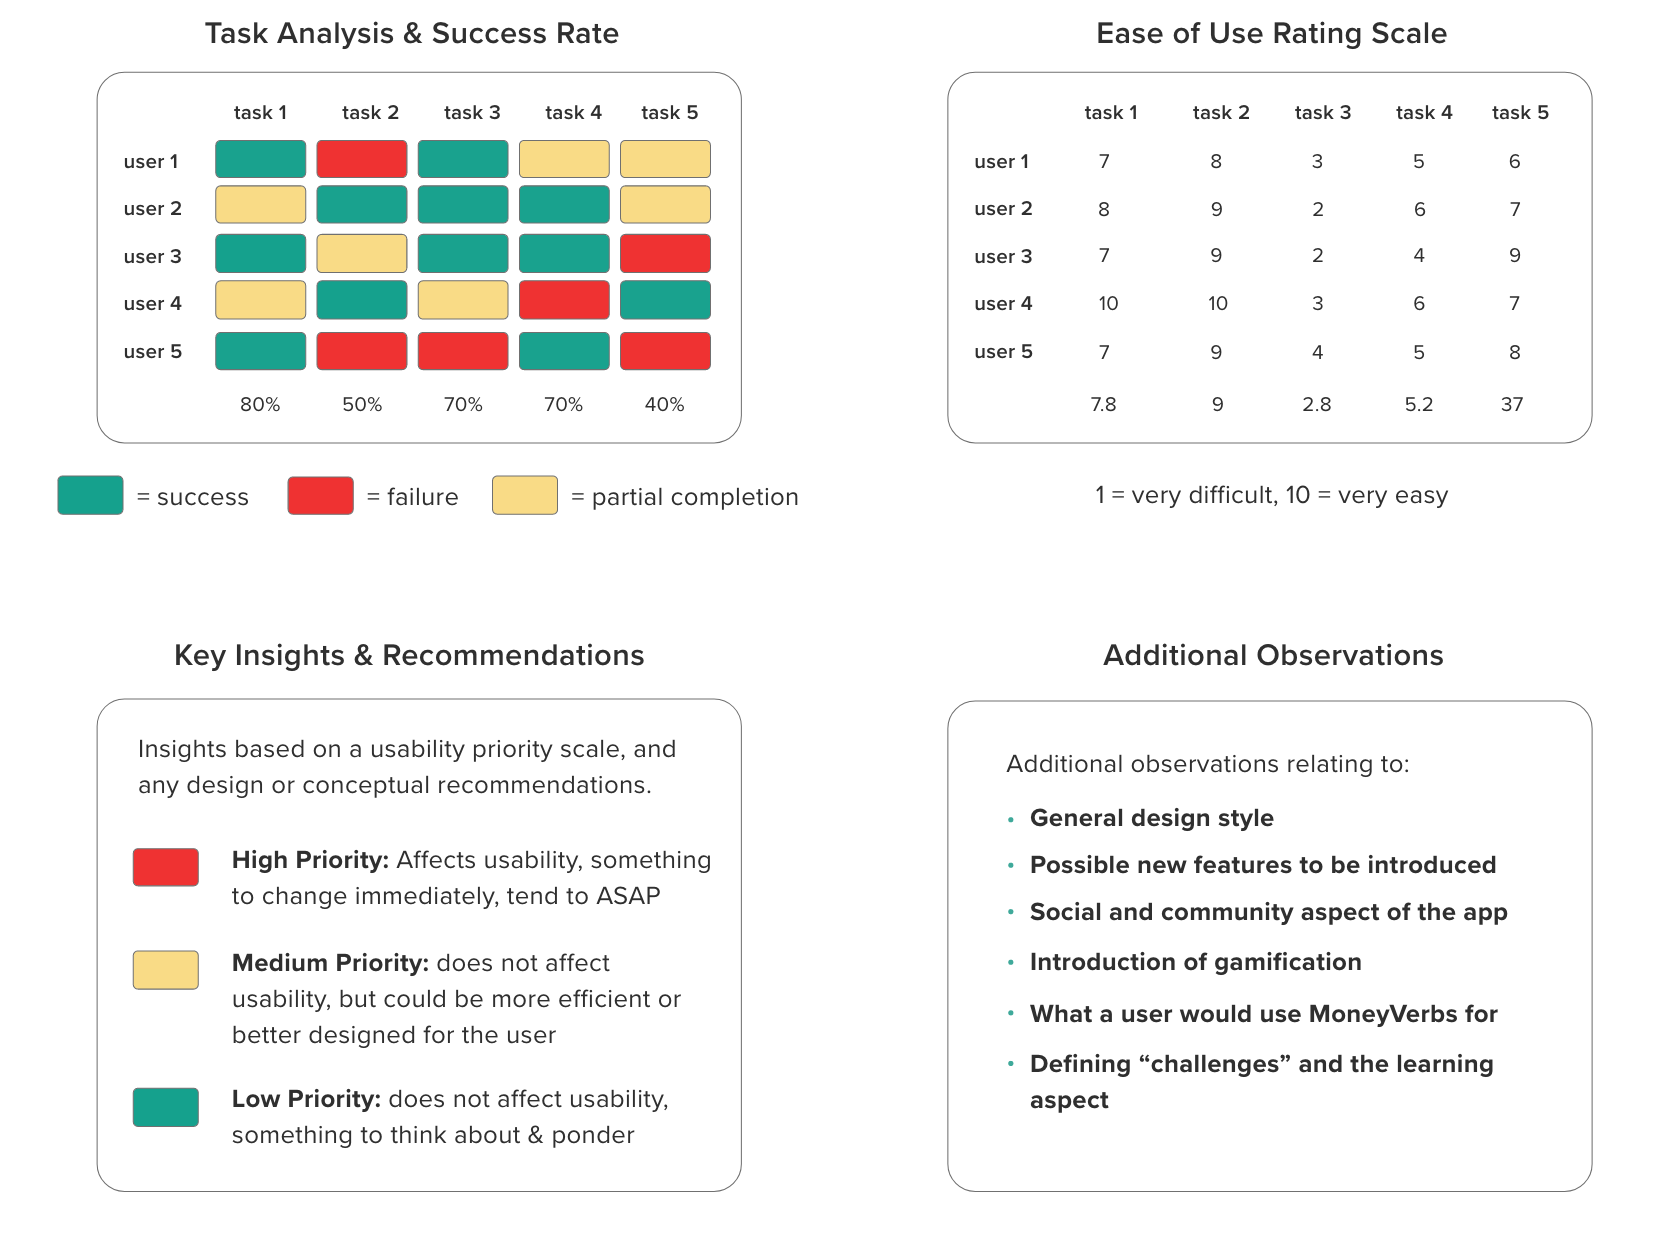 Task Analysis & Success Rate
task 1 task 2 task 3 task 4 task 5
user 1
user 2
user 3
user 4
user 5
80% 50% 70% 70% 40%
= success = failure = partial completion
Ease of Use Rating Scale
task 1 task 2 task 3 task 4 task 5
user 1 7 8 3 5 6
user 2 8 9 2 6 7
user 3 7 9 2 4 9
user 4 10 10 3 6 7
user 5 7 9 4 5 8
7.8 9 2.8 5.2 37
1 = very difficult, 10 = very easy
Key Insights & Recommendations
Insights based on a usability priority scale, and
any design or conceptual recommendations.
High Priority: Affects usability, something
to change immediately, tend to ASAP
Medium Priority: does not affect
usability, but could be more efficient or
better designed for the user
Low Priority: does not affect usability,
something to think about & ponder
Additional Observations
Additional observations relating to:
• General design style
• Possible new features to be introduced
• Social and community aspect of the app
• Introduction of gamification
• What a user would use MoneyVerbs for
• Defining “challenges” and the learning
aspect